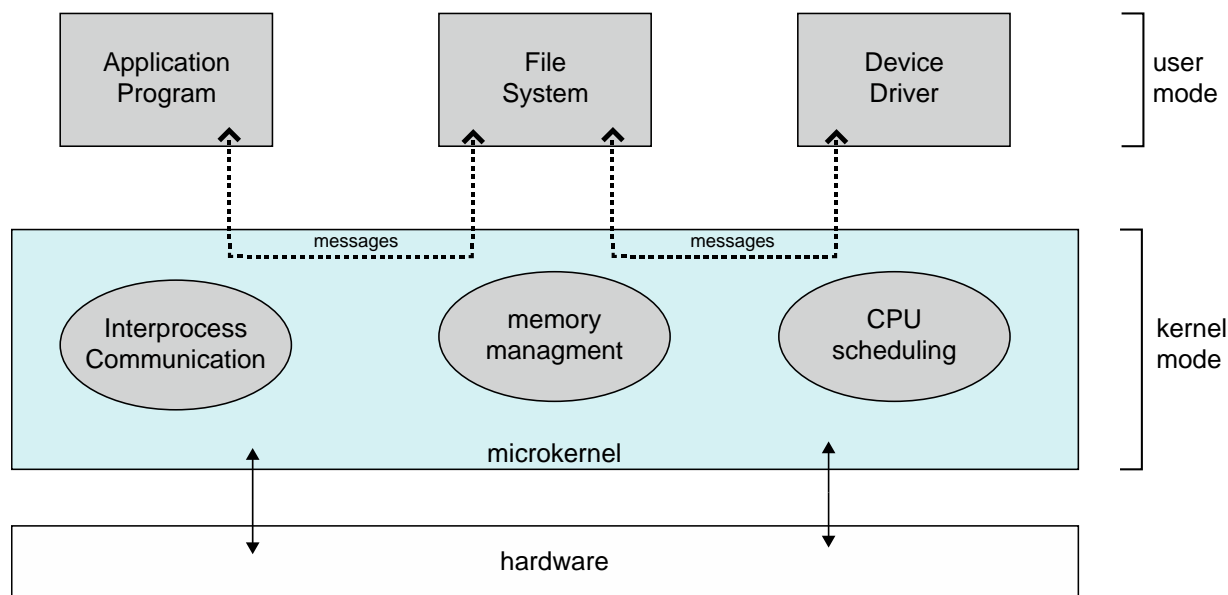 Application
Program
File
System
Device
Driver
user
mode
messages
messages
Interprocess
Communication
memory
managment
CPU
scheduling
kernel
mode
microkernel
hardware